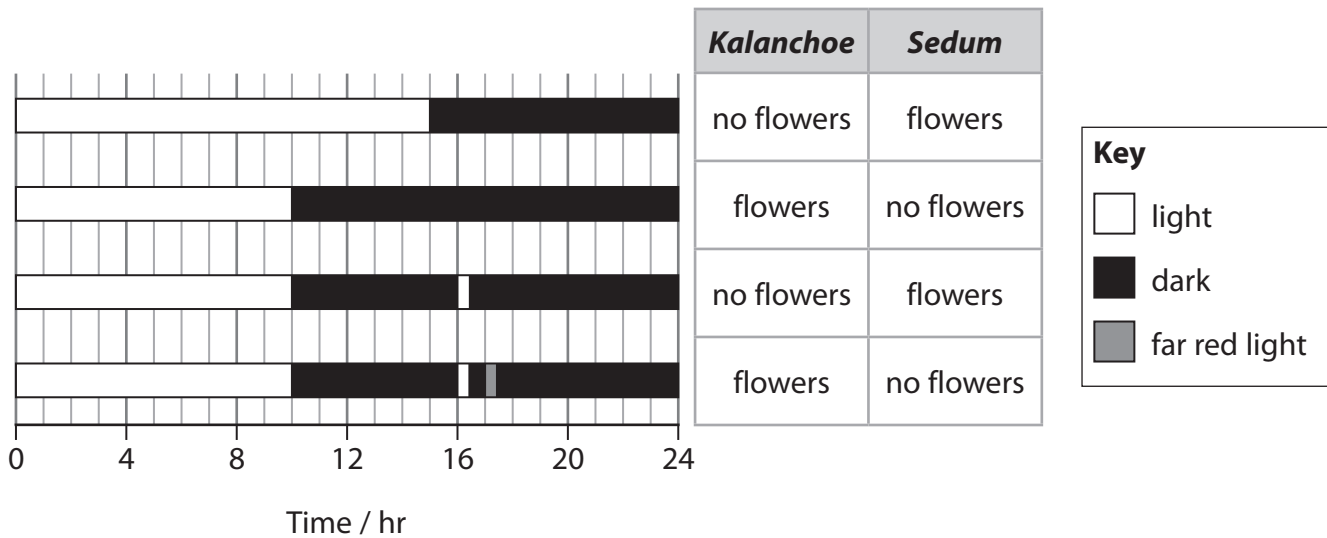 Kalanchoe Sedum
no flowers flowers
flowers no flowers
no flowers flowers
flowers no flowers
Key
light
dark
far red light
0 4 8 12 16 20 24
Time / hr